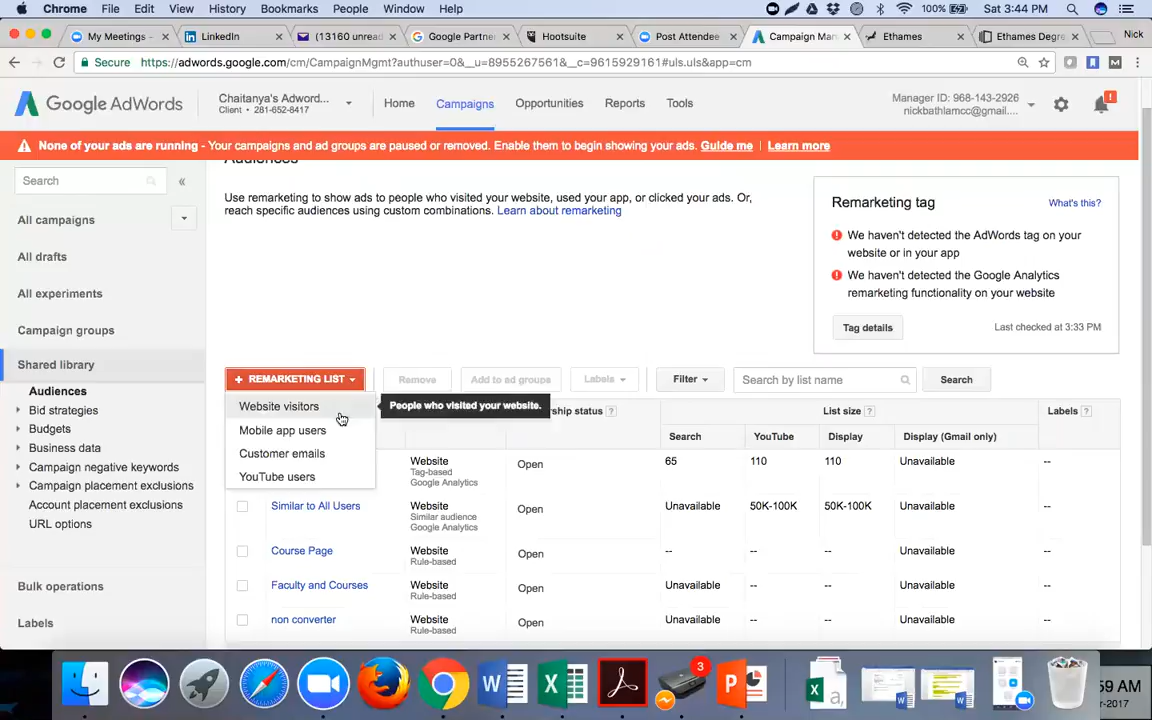 Chrome File Edit View History Bookmarks People Window Help 100% Sat 3:44 PM
My Meetings - LinkedIn (13160 unread Google Partner Hootsuite Post Attendee Campaign Man Ethames Ethames Degre Nick
Secure https://adwords.google.com/cm/CampaignMgmt?authuser=0&__u=8955267561&__c=9615929161#uls.uls&app=cm
Google AdWords
Chaitanya's Adword...
Client • 281-652-8417
Home Campaigns Opportunities Reports Tools
Manager ID: 968-143-2926
nickbathlamcc@gmail....
!
None of your ads are running - Your campaigns and ad groups are paused or removed. Enable them to begin showing your ads. Guide me | Learn more
Search «
All campaigns
All drafts
All experiments
Campaign groups
Shared library
Audiences
Bid strategies
Budgets
Business data
Campaign negative keywords
Campaign placement exclusions
Account placement exclusions
URL options
Bulk operations
Labels
Audiences
Use remarketing to show ads to people who visited your website, used your app, or clicked your ads. Or,
reach specific audiences using custom combinations. Learn about remarketing
Remarketing tag What's this?
We haven't detected the AdWords tag on your
website or in your app
We haven't detected the Google Analytics
remarketing functionality on your website
Tag details Last checked at 3:33 PM
+ REMARKETING LIST Remove Add to ad groups Labels Filter Search by list name Search
Website visitors
Mobile app users
Customer emails
YouTube users
People who visited your website.
rship status ? List size ? Labels ?
Search YouTube Display Display (Gmail only)
Website Open 65 110 110 Unavailable --
Tag-based
Google Analytics
Similar to All Users Website Open Unavailable 50K-100K 50K-100K Unavailable --
Similar audience
Google Analytics
Course Page Website Open -- -- -- Unavailable --
Rule-based
Faculty and Courses Website Open Unavailable -- -- Unavailable --
Rule-based
non converter Website Open Unavailable -- -- Unavailable --
Rule-based
3
:59 AM
r-2017